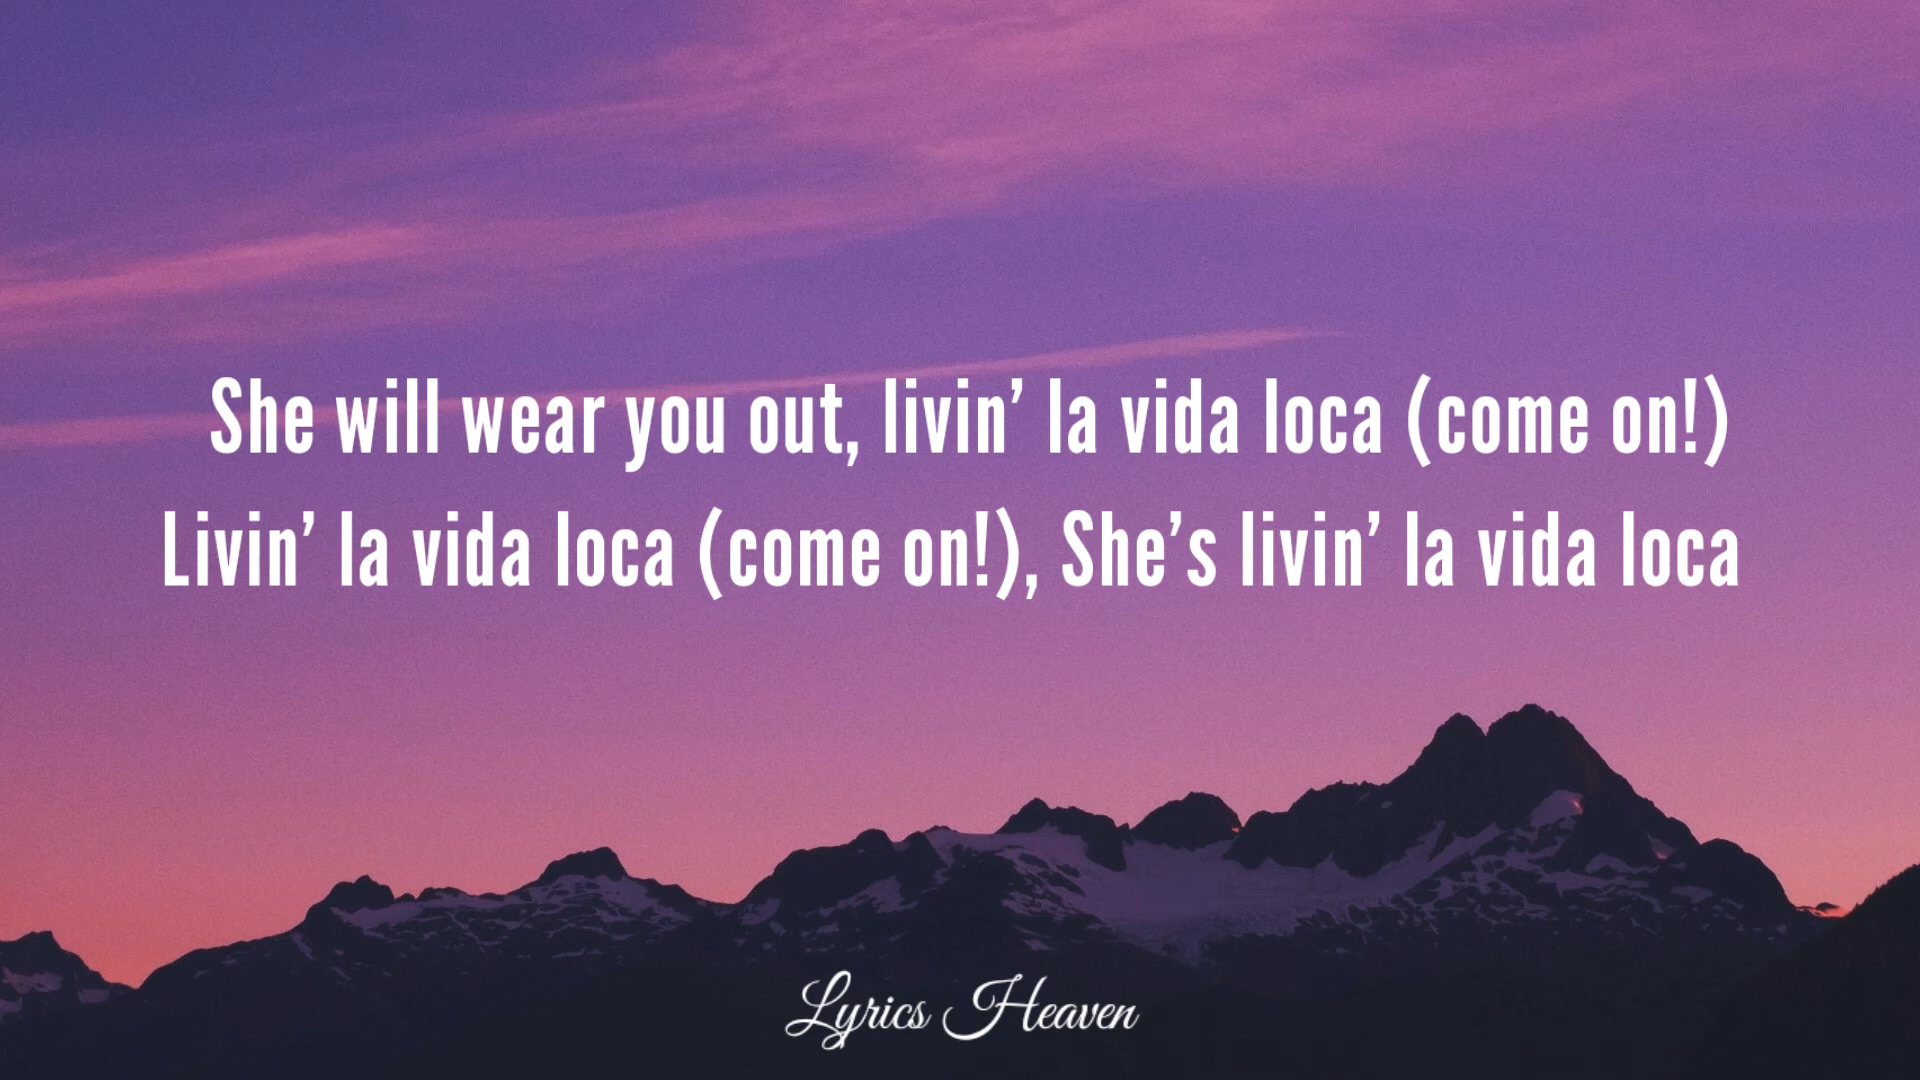 She will wear you out, livin’ la vida loca (come on!)
Livin’ la vida loca (come on!), She’s livin’ la vida loca
Lyrics Heaven